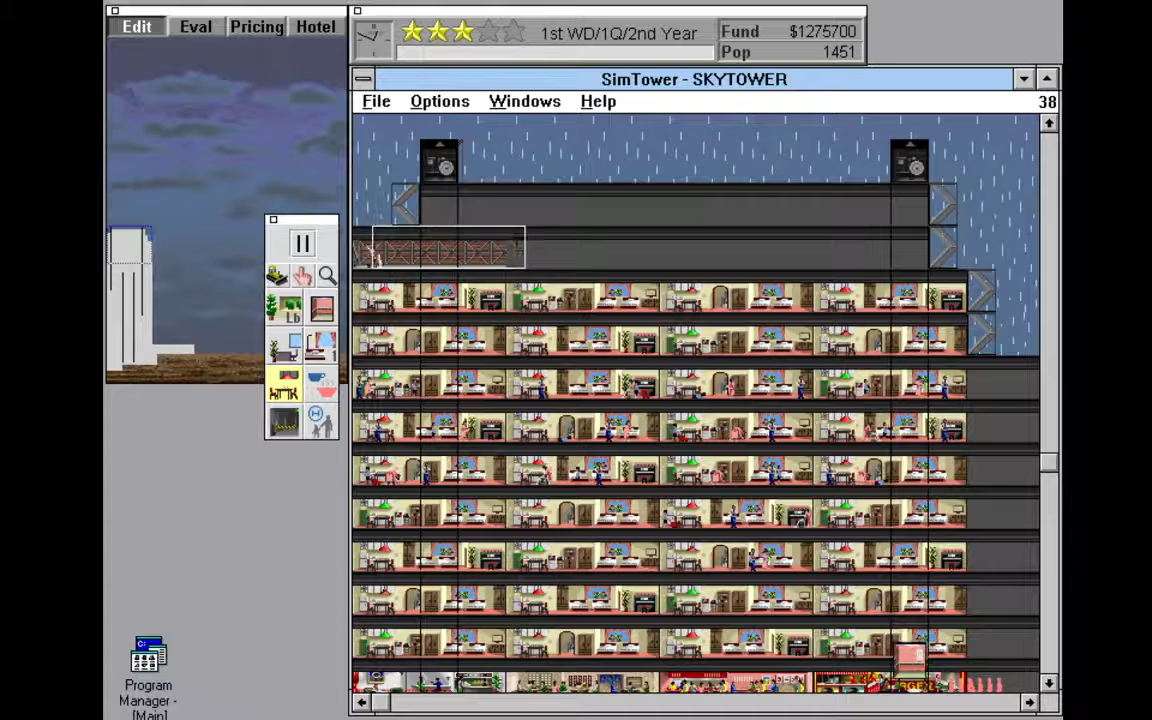 Edit Eval Pricing Hotel
1st WD/1Q/2nd Year
Fund $1275700
Pop 1451
SimTower - SKYTOWER
File Options Windows Help
38
Lb
1
H
Program
Manager -
[Main]